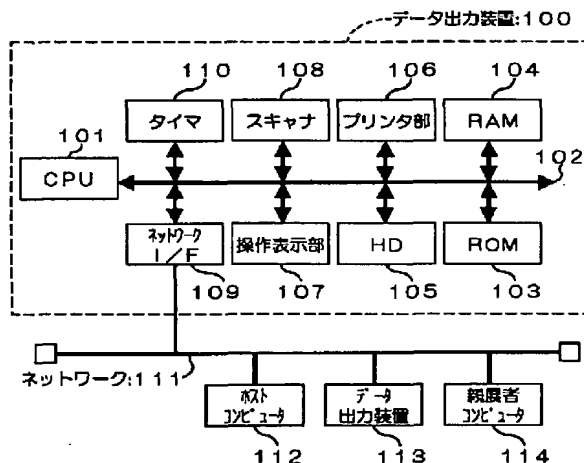 データ出力装置:100
110
108
106
104
タイマ
スキャナ
プリンタ部
RAM
101
CPU
102
ネットワーク
I/F
操作表示部
HD
ROM
109
107
105
103
ネットワーク:111
ホスト
コンピュータ
データ
出力装置
親展者
コンピュータ
112
113
114